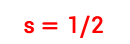 s = 1/2